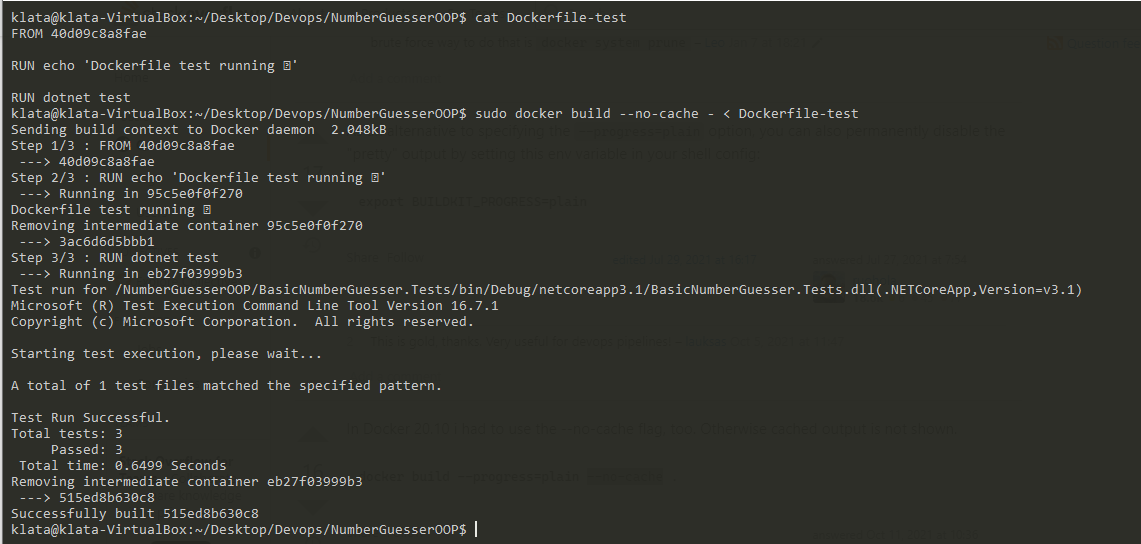 klata@klata-VirtualBox:~/Desktop/Devops/NumberGuesserOOP$ cat Dockerfile-test
FROM 40d09c8a8fae
RUN echo 'Dockerfile test running '
RUN dotnet test
klata@klata-VirtualBox:~/Desktop/Devops/NumberGuesserOOP$ sudo docker build --no-cache - < Dockerfile-test
Sending build context to Docker daemon  2.048kB
Step 1/3 : FROM 40d09c8a8fae
 ---> 40d09c8a8fae
Step 2/3 : RUN echo 'Dockerfile test running '
 ---> Running in 95c5e0f0f270
Dockerfile test running
Removing intermediate container 95c5e0f0f270
 ---> 3ac6d6d5bbb1
Step 3/3 : RUN dotnet test
 ---> Running in eb27f03999b3
Test run for /NumberGuesserOOP/BasicNumberGuesser.Tests/bin/Debug/netcoreapp3.1/BasicNumberGuesser.Tests.dll(.NETCoreApp,Version=v3.1)
Microsoft (R) Test Execution Command Line Tool Version 16.7.1
Copyright (c) Microsoft Corporation.  All rights reserved.
Starting test execution, please wait...
A total of 1 test files matched the specified pattern.
Test Run Successful.
Total tests: 3
     Passed: 3
 Total time: 0.6499 Seconds
Removing intermediate container eb27f03999b3
 ---> 515ed8b630c8
Successfully built 515ed8b630c8
klata@klata-VirtualBox:~/Desktop/Devops/NumberGuesserOOP$